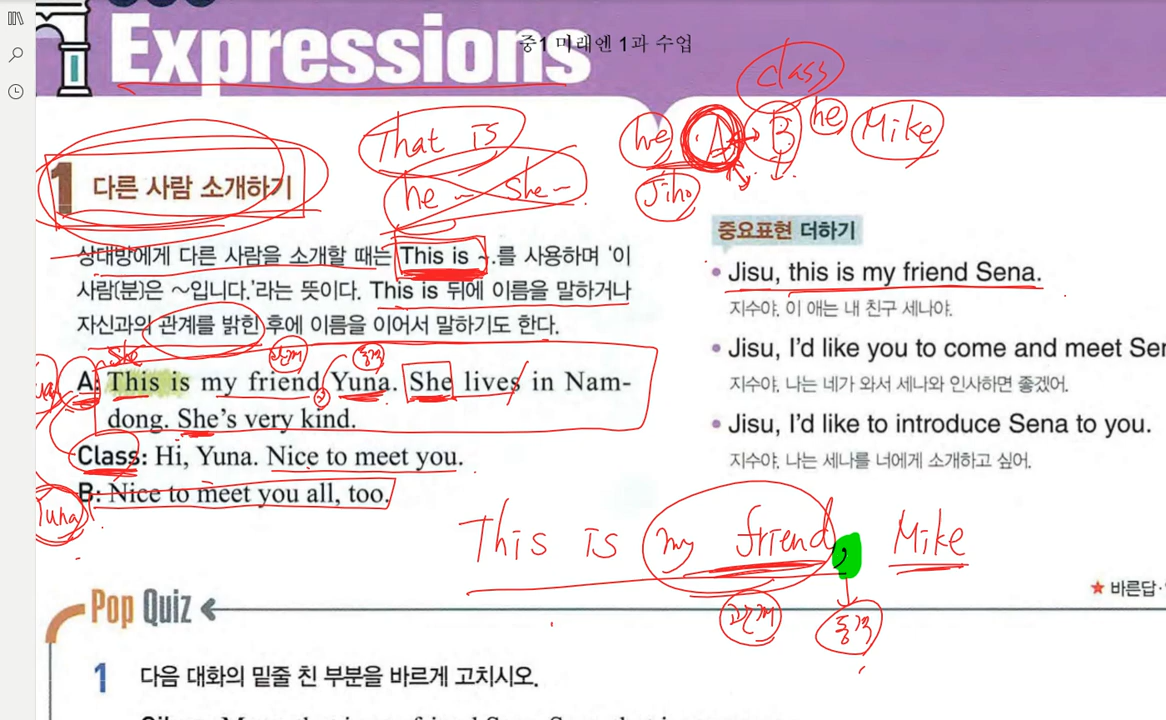 Expressions
중1 미래엔 1과 수업
class
That is
he A B he Mike
he ~ She ~
Jiho
1 다른 사람 소개하기
상대방에게 다른 사람을 소개할 때는 This is ~.를 사용하며 ‘이
사람(분)은 ~입니다.’라는 뜻이다. This is 뒤에 이름을 말하거나
자신과의 관계를 밝힌 후에 이름을 이어서 말하기도 한다.
She 관계 동격
A: This is my friend, Yuna. She lives in Nam-
dong. She's very kind.
Class: Hi, Yuna. Nice to meet you.
B: Nice to meet you all, too.
Yuna
중요표현 더하기
• Jisu, this is my friend Sena.
지수야, 이 애는 내 친구 세나야.
• Jisu, I'd like you to come and meet
지수야, 나는 네가 와서 세나와 인사하면 좋겠어.
• Jisu, I'd like to introduce Sena to you.
지수야, 나는 세나를 너에게 소개하고 싶어.
This is my friend, Mike
관계 동격
★ 바른답·
Pop Quiz
1 다음 대화의 밑줄 친 부분을 바르게 고치시오.